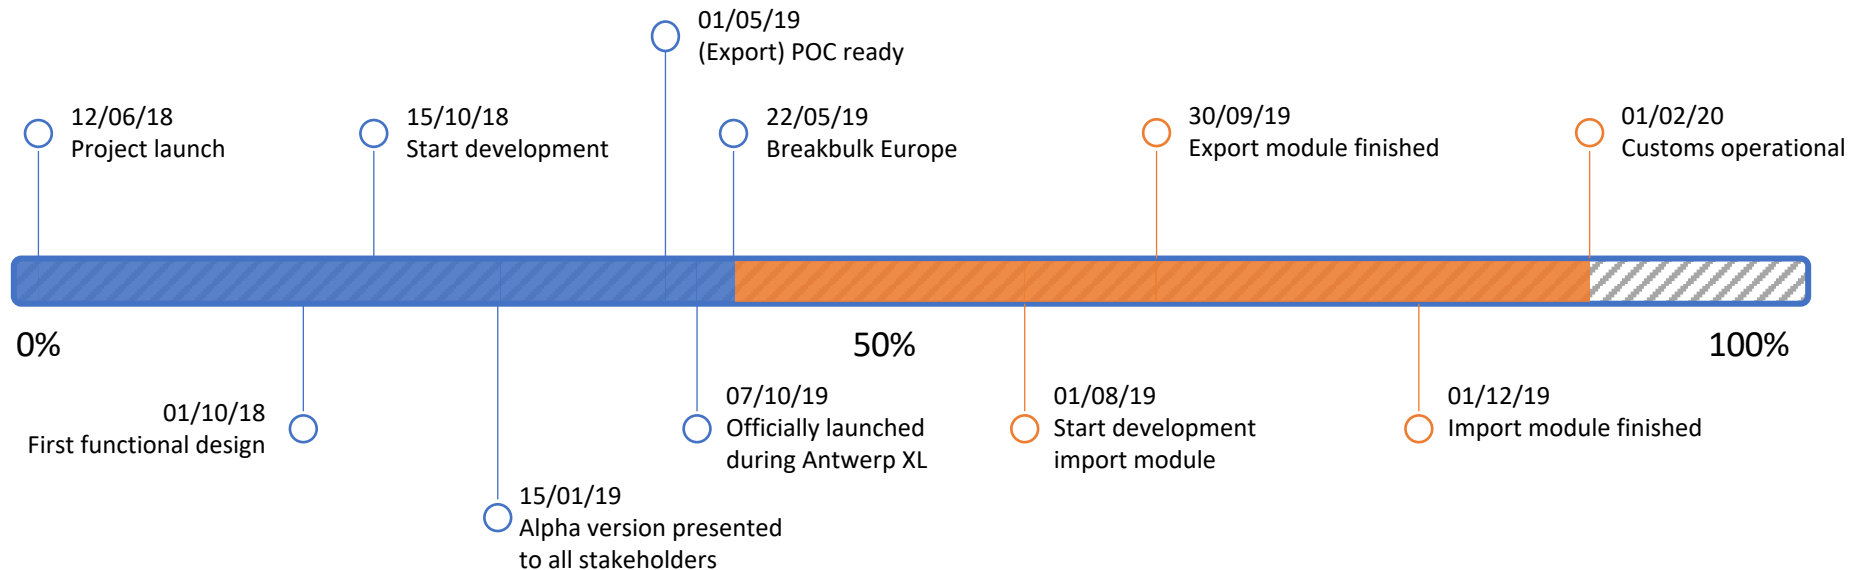 01/05/19
(Export) POC ready
12/06/18
Project launch
15/10/18
Start development
22/05/19
Breakbulk Europe
30/09/19
Export module finished
01/02/20
Customs operational
0%
50%
100%
01/10/18
First functional design
07/10/19
Officially launched
during Antwerp XL
01/08/19
Start development
import module
01/12/19
Import module finished
15/01/19
Alpha version presented
to all stakeholders